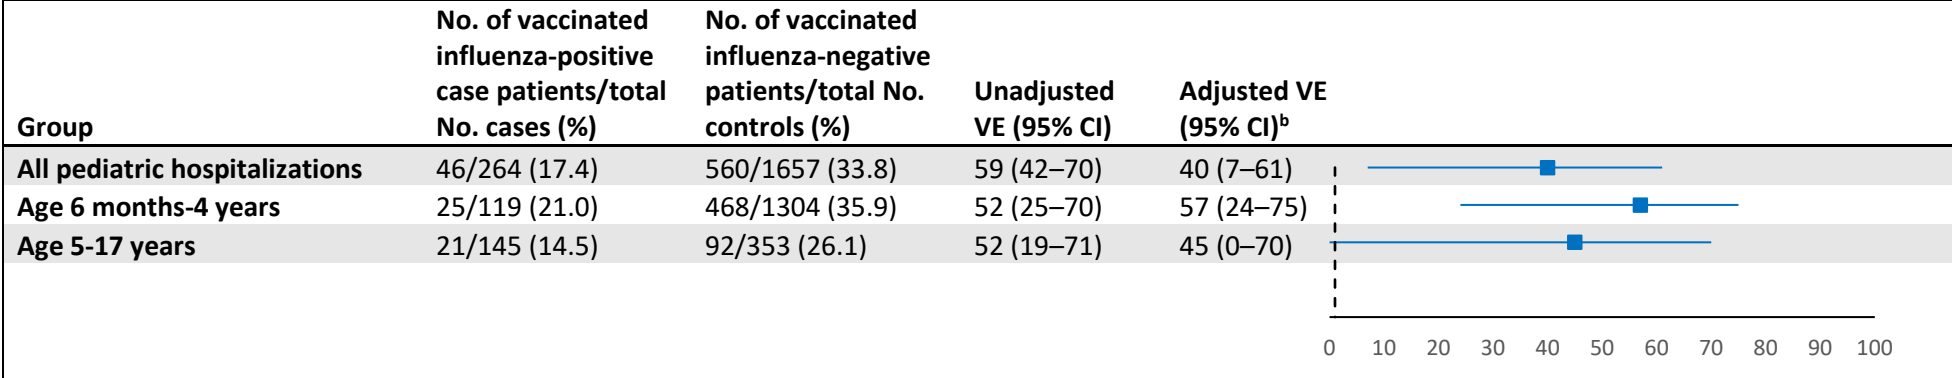 Group No. of vaccinated influenza-positive case patients/total No. cases (%) No. of vaccinated influenza-negative patients/total No. controls (%) Unadjusted VE (95% CI) Adjusted VE (95% CI)b
All pediatric hospitalizations 46/264 (17.4) 560/1657 (33.8) 59 (42–70) 40 (7–61)
Age 6 months-4 years 25/119 (21.0) 468/1304 (35.9) 52 (25–70) 57 (24–75)
Age 5-17 years 21/145 (14.5) 92/353 (26.1) 52 (19–71) 45 (0–70)
0 10 20 30 40 50 60 70 80 90 100